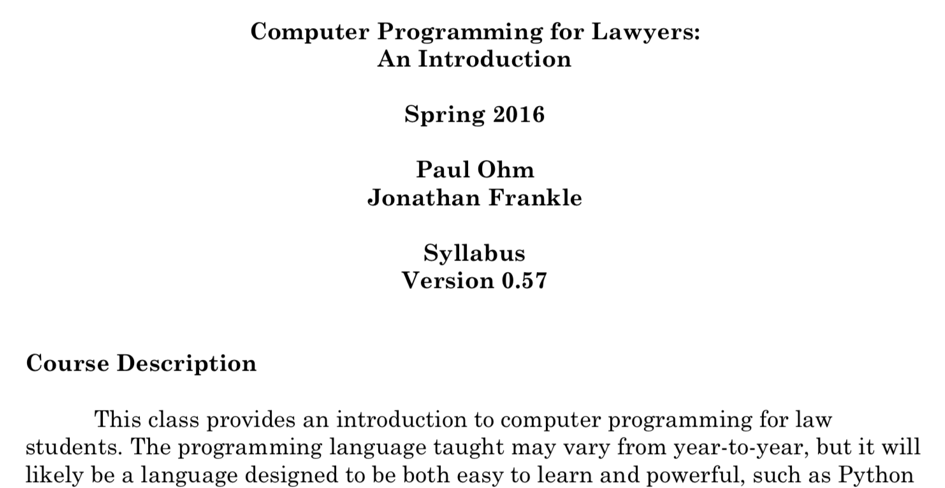 Computer Programming for Lawyers:
An Introduction
Spring 2016
Paul Ohm
Jonathan Frankle
Syllabus
Version 0.57
Course Description
This class provides an introduction to computer programming for law
students. The programming language taught may vary from year-to-year, but it will
likely be a language designed to be both easy to learn and powerful, such as Python